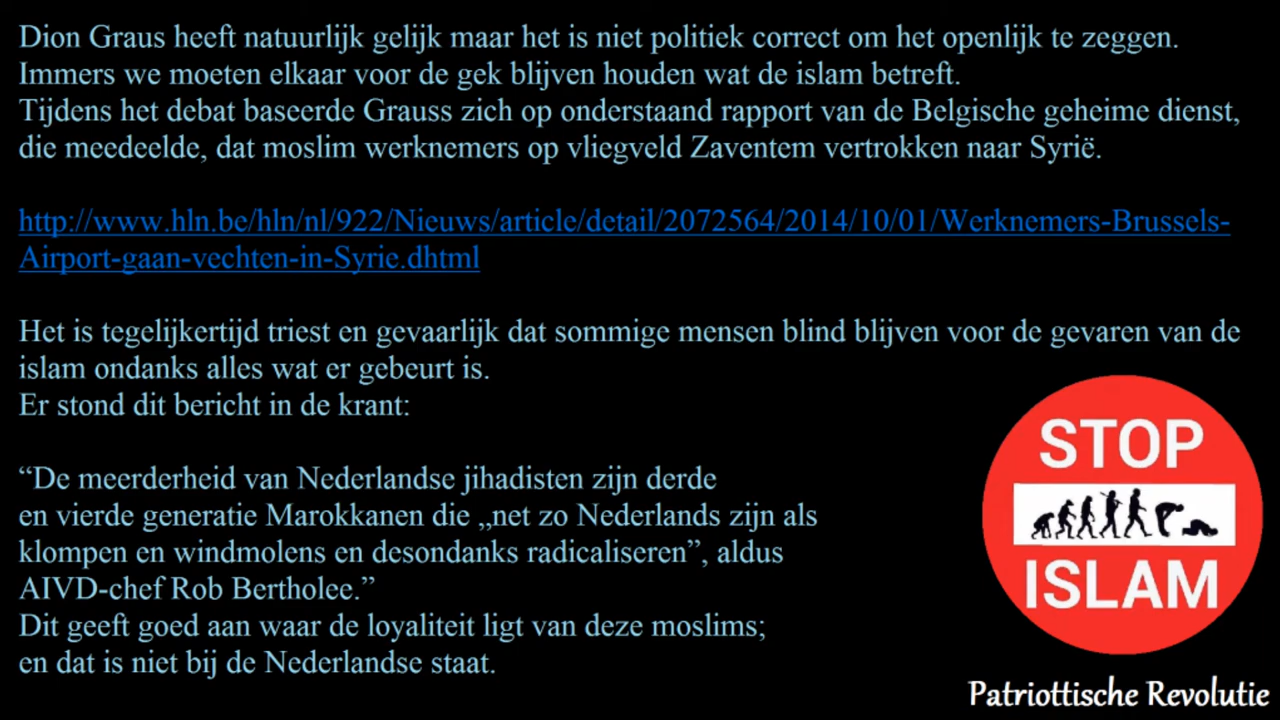 Dion Graus heeft natuurlijk gelijk maar het is niet politiek correct om het openlijk te zeggen.
Immers we moeten elkaar voor de gek blijven houden wat de islam betreft.
Tijdens het debat baseerde Grauss zich op onderstaand rapport van de Belgische geheime dienst,
die meedeelde, dat moslim werknemers op vliegveld Zaventem vertrokken naar Syrië.
http://www.hln.be/hln/nl/922/Nieuws/article/detail/2072564/2014/10/01/Werknemers-Brussels-
Airport-gaan-vechten-in-Syrie.dhtml
Het is tegelijkertijd triest en gevaarlijk dat sommige mensen blind blijven voor de gevaren van de
islam ondanks alles wat er gebeurt is.
Er stond dit bericht in de krant:
“De meerderheid van Nederlandse jihadisten zijn derde
en vierde generatie Marokkanen die „net zo Nederlands zijn als
klompen en windmolens en desondanks radicaliseren”, aldus
AIVD-chef Rob Bertholee.”
Dit geeft goed aan waar de loyaliteit ligt van deze moslims;
en dat is niet bij de Nederlandse staat.
STOP
ISLAM
Patriottische Revolutie